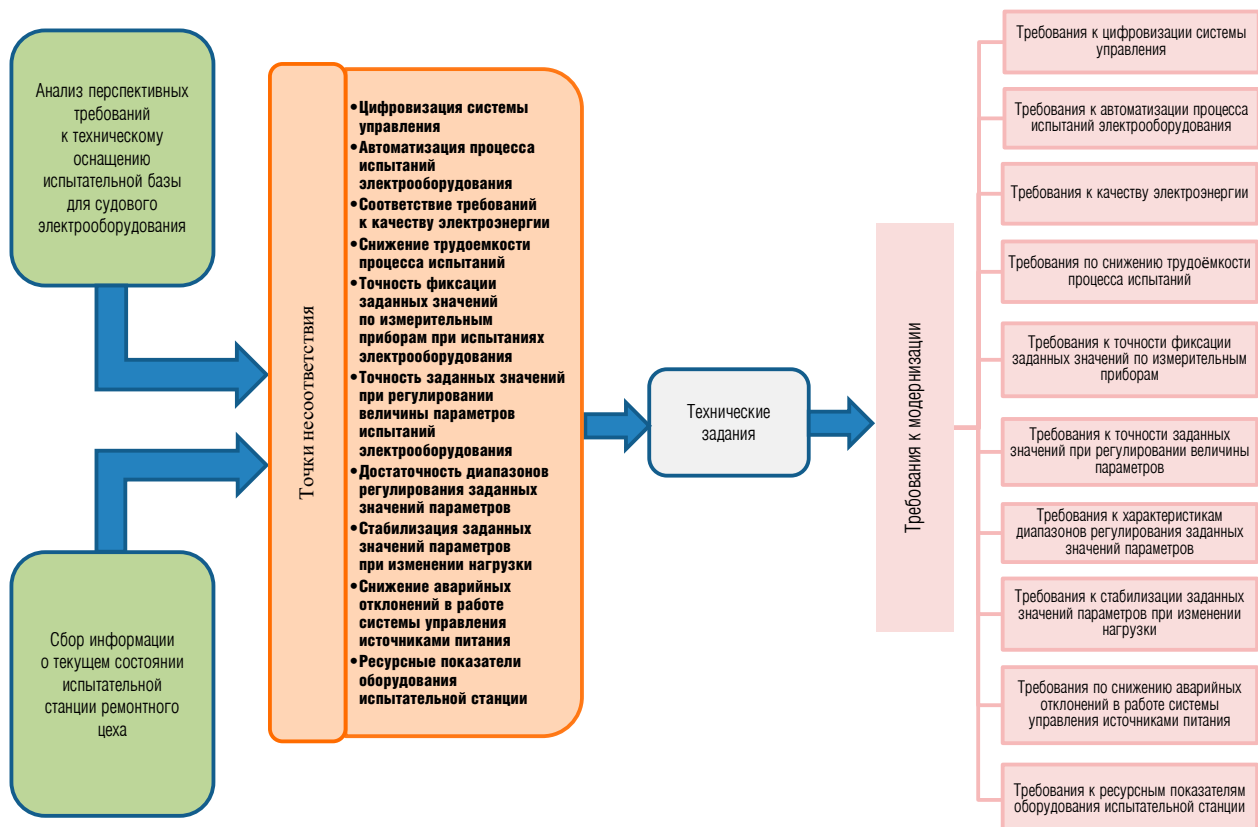 Анализ перспективных
требований
к техническому
оснащению
испытательной базы
для судового
электрооборудования
Сбор информации
о текущем состоянии
испытательной
станции ремонтного
цеха
Точки несоответствия
•Цифровизация системы
управления
•Автоматизация процесса
испытаний
электрооборудования
•Соответствие требований
к качеству электроэнергии
•Снижение трудоемкости
процесса испытаний
•Точность фиксации
заданных значений
по измерительным
приборам при испытаниях
электрооборудования
•Точность заданных значений
при регулировании
величины параметров
испытаний
электрооборудования
•Достаточность диапазонов
регулирования заданных
значений параметров
•Стабилизация заданных
значений параметров
при изменении нагрузки
•Снижение аварийных
отклонений в работе
системы управления
источниками питания
•Ресурсные показатели
оборудования
испытательной станции
Технические
задания
Требования к модернизации
Требования к цифровизации системы
управления
Требования к автоматизации процесса
испытаний электрооборудования
Требования к качеству электроэнергии
Требования по снижению трудоёмкости
процесса испытаний
Требования к точности фиксации
заданных значений по измерительным
приборам
Требования к точности заданных
значений при регулировании величины
параметров
Требования к характеристикам
диапазонов регулирования заданных
значений параметров
Требования к стабилизации заданных
значений параметров при изменении
нагрузки
Требования по снижению аварийных
отклонений в работе системы
управления источниками питания
Требования к ресурсным показателям
оборудования испытательной станции